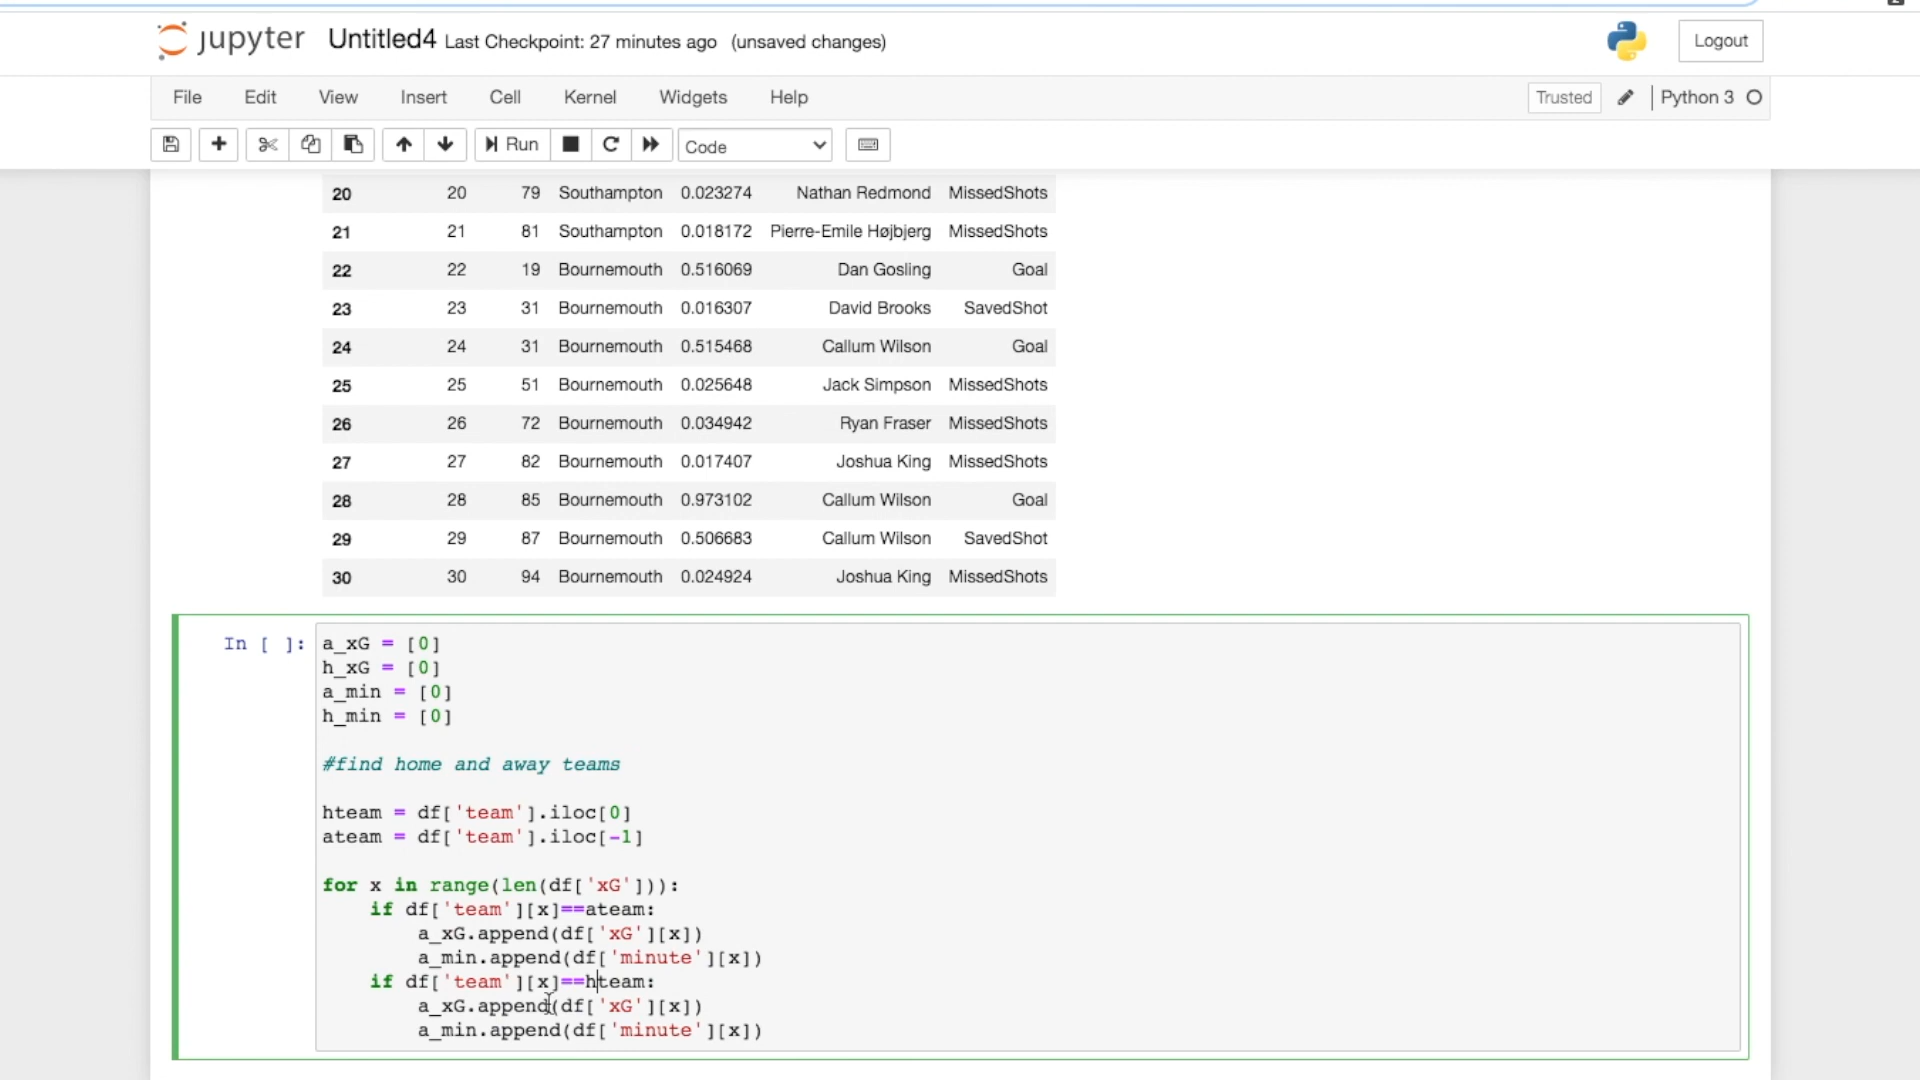 jupyter Untitled4 Last Checkpoint: 27 minutes ago (unsaved changes) Logout
File Edit View Insert Cell Kernel Widgets Help Trusted Python 3
Run Code
20 20 79 Southampton 0.023274 Nathan Redmond MissedShots
21 21 81 Southampton 0.018172 Pierre-Emile Højbjerg MissedShots
22 22 19 Bournemouth 0.516069 Dan Gosling Goal
23 23 31 Bournemouth 0.016307 David Brooks SavedShot
24 24 31 Bournemouth 0.515468 Callum Wilson Goal
25 25 51 Bournemouth 0.025648 Jack Simpson MissedShots
26 26 72 Bournemouth 0.034942 Ryan Fraser MissedShots
27 27 82 Bournemouth 0.017407 Joshua King MissedShots
28 28 85 Bournemouth 0.973102 Callum Wilson Goal
29 29 87 Bournemouth 0.506683 Callum Wilson SavedShot
30 30 94 Bournemouth 0.024924 Joshua King MissedShots
In [ ]: a_xG = [0]
h_xG = [0]
a_min = [0]
h_min = [0]
#find home and away teams
hteam = df['team'].iloc[0]
ateam = df['team'].iloc[-1]
for x in range(len(df['xG'])):
    if df['team'][x]==ateam:
        a_xG.append(df['xG'][x])
        a_min.append(df['minute'][x])
    if df['team'][x]==hteam:
        a_xG.append(df['xG'][x])
        a_min.append(df['minute'][x])